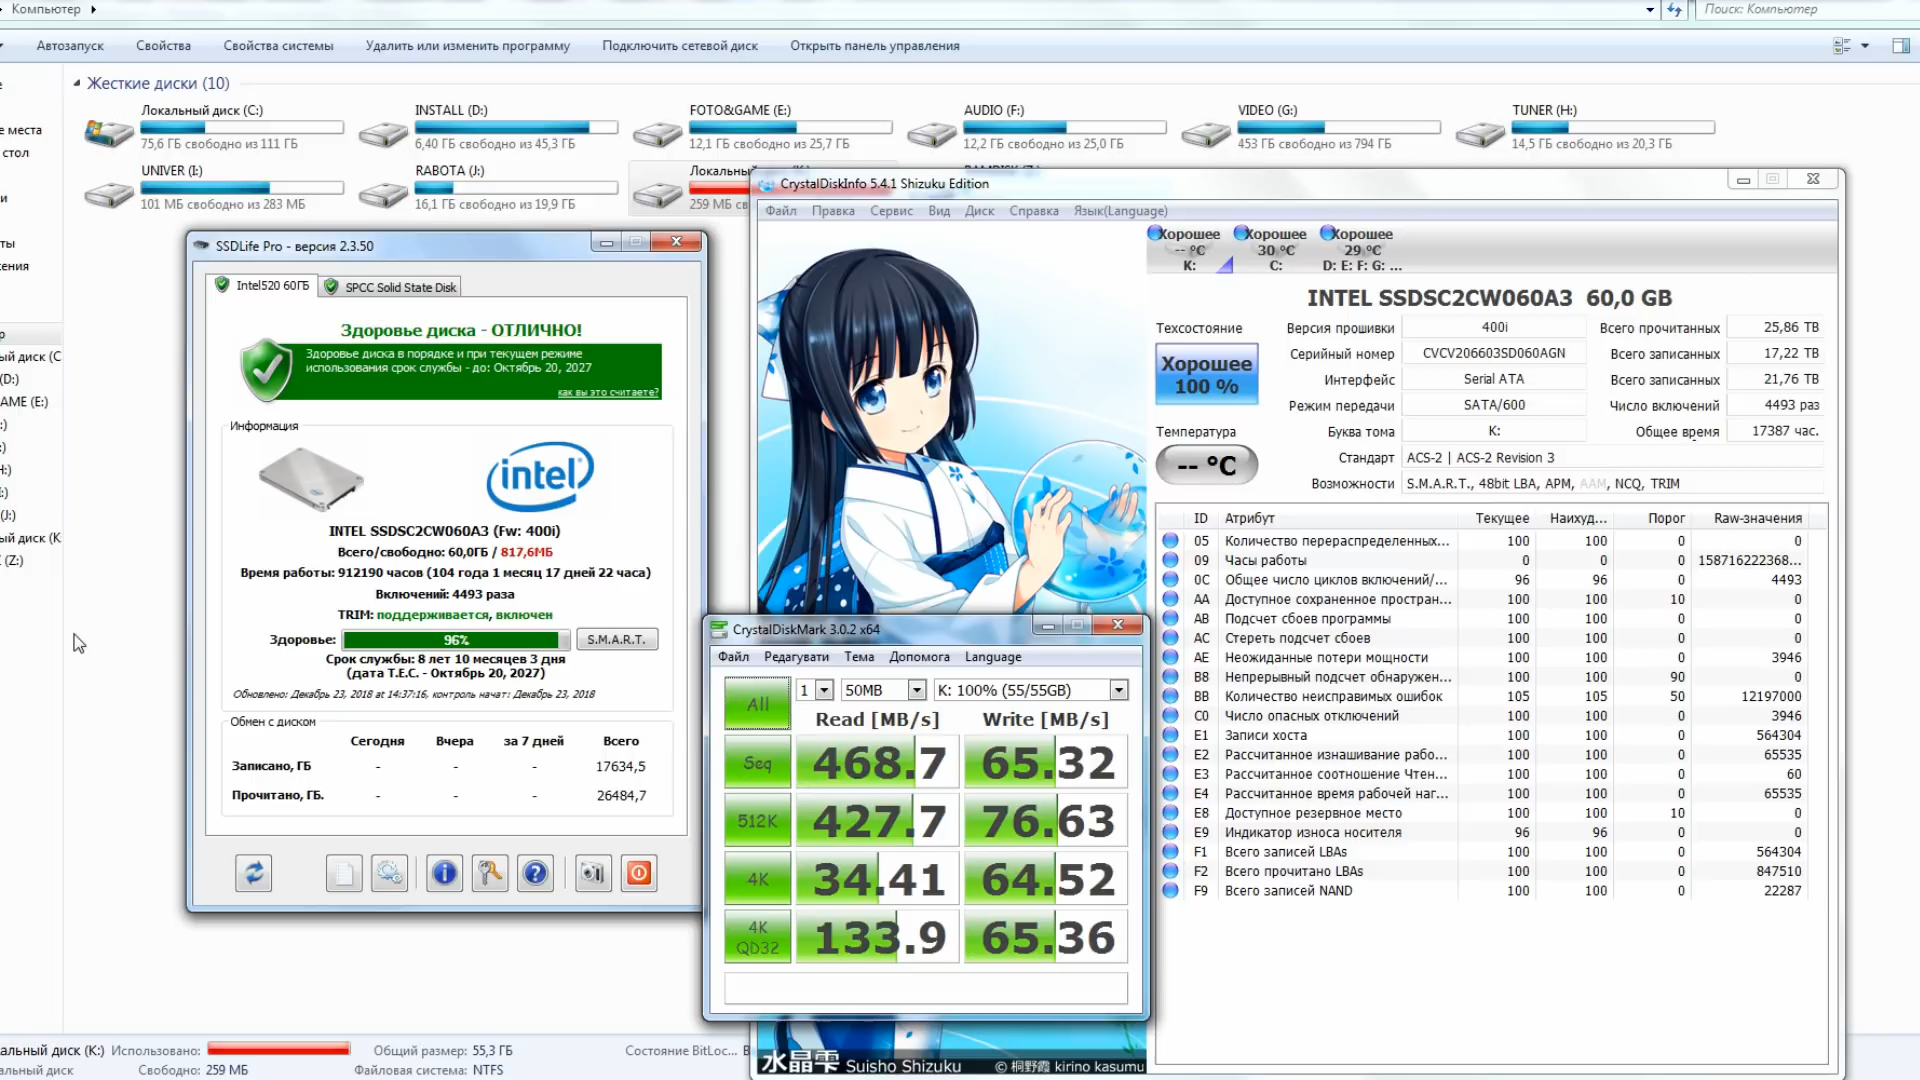 Компьютер
Поиск: Компьютер
Автозапуск Свойства Свойства системы Удалить или изменить программу Подключить сетевой диск Открыть панель управления
Жесткие диски (10)
Локальный диск (C:)
75,6 ГБ свободно из 111 ГБ
INSTALL (D:)
6,40 ГБ свободно из 45,3 ГБ
FOTO&GAME (E:)
12,1 ГБ свободно из 25,7 ГБ
AUDIO (F:)
12,2 ГБ свободно из 25,0 ГБ
VIDEO (G:)
453 ГБ свободно из 794 ГБ
TUNER (H:)
14,5 ГБ свободно из 20,3 ГБ
UNIVER (I:)
101 МБ свободно из 283 МБ
RABOTA (J:)
16,1 ГБ свободно из 19,9 ГБ
259 МБ
е места
стол
ый диск (C
(D:)
AME (E:)
(J:)
ый диск (K
(Z:)
SSDLife Pro - версия 2.3.50
Intel520 60ГБ
SPCC Solid State Disk
Здоровье диска - ОТЛИЧНО!
Здоровье диска в порядке и при текущем режиме
использования срок службы - до: Октябрь 20, 2027
как вы это считаете?
Информация
intel
INTEL SSDSC2CW060A3 (Fw: 400i)
Всего/свободно: 60,0ГБ / 817,6МБ
Время работы: 912190 часов (104 года 1 месяц 17 дней 22 часа)
Включений: 4493 раза
TRIM: поддерживается, включен
Здоровье: 96% S.M.A.R.T.
Срок службы: 8 лет 10 месяцев 3 дня
(дата T.E.C. - Октябрь 20, 2027)
Обновлено: Декабрь 23, 2018 at 14:37:16, контроль начат: Декабрь 23, 2018
Обмен с диском
Сегодня Вчера за 7 дней Всего
Записано, ГБ - - - 17634,5
Прочитано, ГБ. - - - 26484,7
CrystalDiskInfo 5.4.1 Shizuku Edition
Файл Правка Сервис Вид Диск Справка Язык(Language)
Хорошее
-- °C
K:
Хорошее
30 °C
C:
Хорошее
29 °C
D: E: F: G: ...
INTEL SSDSC2CW060A3 60,0 GB
Техсостояние
Хорошее
100 %
Температура
-- °C
Версия прошивки 400i Всего прочитанных 25,86 TB
Серийный номер CVCV206603SD060AGN Всего записанных 17,22 TB
Интерфейс Serial ATA Всего записанных 21,76 TB
Режим передачи SATA/600 Число включений 4493 раз
Буква тома K: Общее время 17387 час.
Стандарт ACS-2 | ACS-2 Revision 3
Возможности S.M.A.R.T., 48bit LBA, APM, AAM, NCQ, TRIM
ID Атрибут Текущее Наихуд... Порог Raw-значения
05 Количество перераспределенных... 100 100 0 0
09 Часы работы 0 0 0 158716222368...
0C Общее число циклов включений/... 96 96 0 4493
AA Доступное сохраненное простран... 100 100 10 0
AB Подсчет сбоев программы 100 100 0 0
AC Стереть подсчет сбоев 100 100 0 0
AE Неожиданные потери мощности 100 100 0 3946
B8 Непрерывный подсчет обнаружен... 100 100 90 0
BB Количество неисправимых ошибок 105 105 50 12197000
C0 Число опасных отключений 100 100 0 3946
E1 Записи хоста 100 100 0 564304
E2 Рассчитанное изнашивание рабо... 100 100 0 65535
E3 Рассчитанное соотношение Чтен... 100 100 0 60
E4 Рассчитанное время рабочей наг... 100 100 0 65535
E8 Доступное резервное место 100 100 10 0
E9 Индикатор износа носителя 96 96 0 0
F1 Всего записей LBAs 100 100 0 564304
F2 Всего прочитано LBAs 100 100 0 847510
F9 Всего записей NAND 100 100 0 22287
CrystalDiskMark 3.0.2 x64
Файл Редагувати Тема Допомога Language
All 1 50MB K: 100% (55/55GB)
Read [MB/s] Write [MB/s]
Seq 468.7 65.32
512K 427.7 76.63
4K 34.41 64.52
4K QD32 133.9 65.36
水晶雫 Suisho Shizuku © 桐野霞 kirino kasumu
альный диск (K:) Использовано: Общий размер: 55,3 ГБ Состояние BitLoc...
альный диск Свободно: 259 МБ Файловая система: NTFS